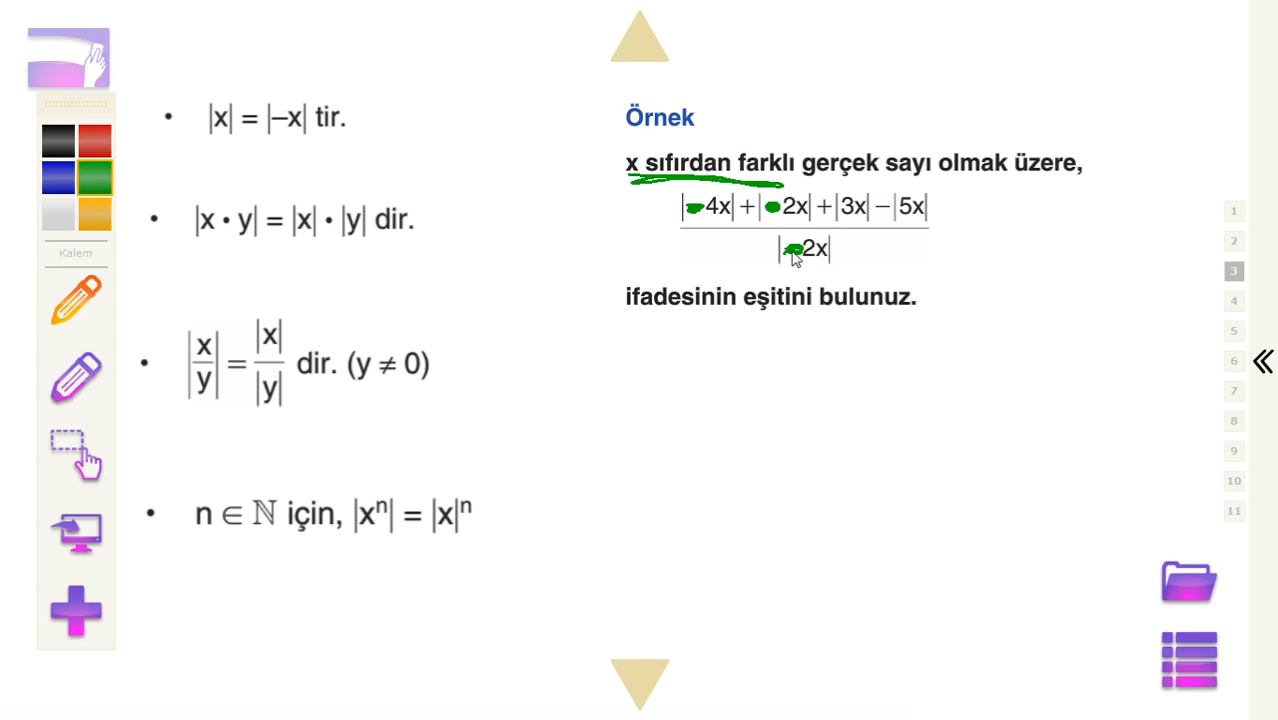 • |x| = |–x| tir.
• |x • y| = |x| • |y| dir.
• |x/y| = |x|/|y| dir. (y ≠ 0)
• n ∈ ℕ için, |xⁿ| = |x|ⁿ
Kalem
Örnek
x sıfırdan farklı gerçek sayı olmak üzere,
|-4x| + |-2x| + |3x| – |5x|
|-2x|
ifadesinin eşitini bulunuz.
1
2
3
4
5
6
7
8
9
10
11